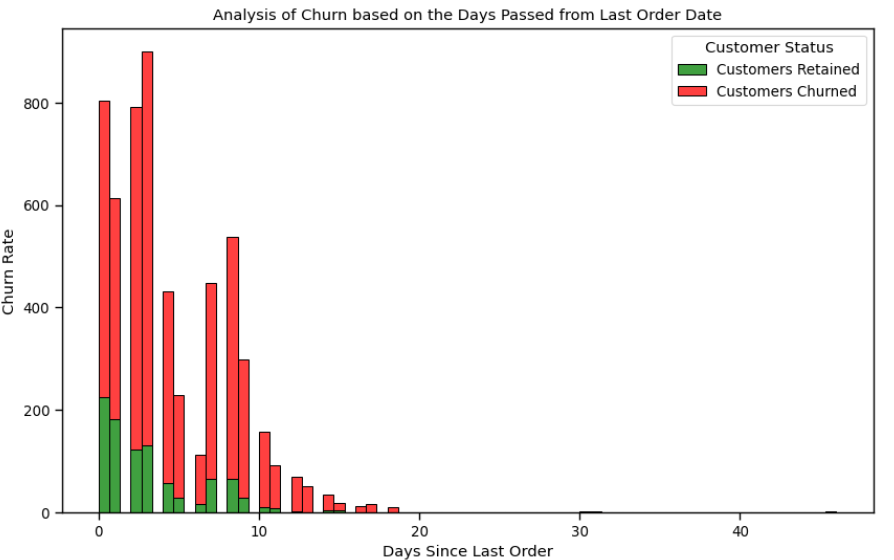 Analysis of Churn based on the Days Passed from Last Order Date
Customer Status
Customers Retained
Customers Churned
Churn Rate
800
600
400
200
0
0 10 20 30 40
Days Since Last Order